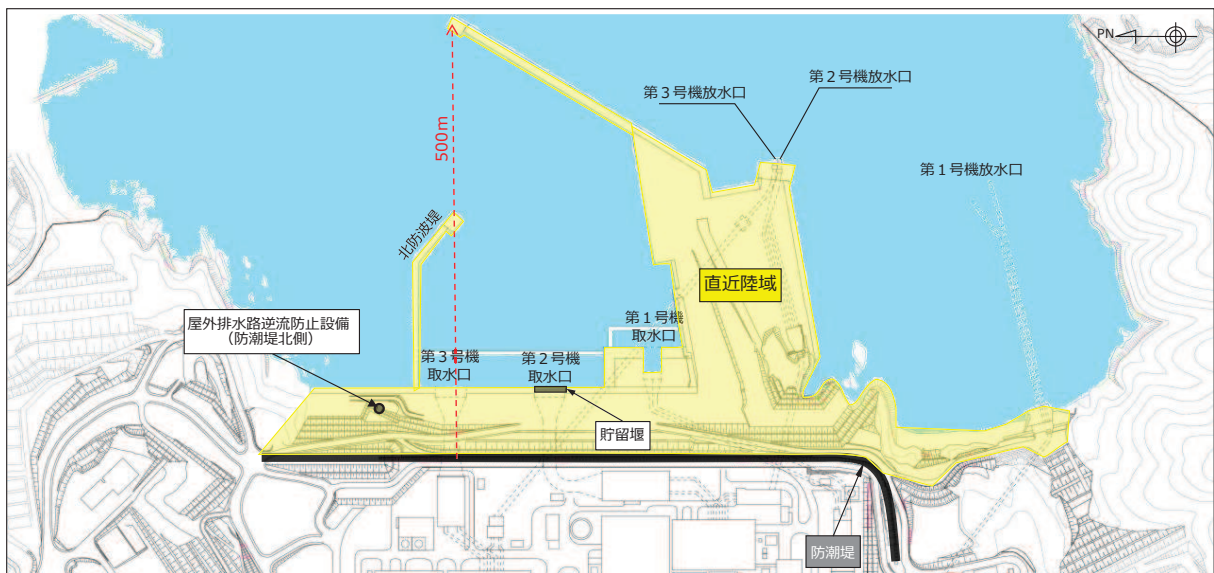 PN
第２号機放水口
第３号機放水口
第１号機放水口
500m
北防波堤
直近陸域
屋外排水路逆流防止設備
（防潮堤北側）
第１号機
取水口
第３号機
取水口
第２号機
取水口
貯留堰
防潮堤